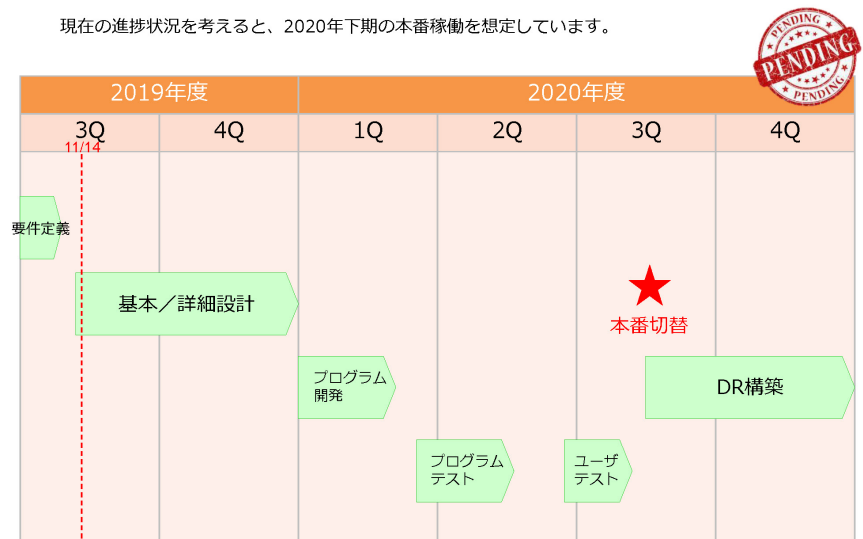 現在の進捗状況を考えると、2020年下期の本番稼働を想定しています。
PENDING
PENDING
PENDING
2019年度
2020年度
3Q
4Q
1Q
2Q
3Q
4Q
11/14
要件定義
基本／詳細設計
本番切替
プログラム
開発
DR構築
プログラム
テスト
ユーザ
テスト